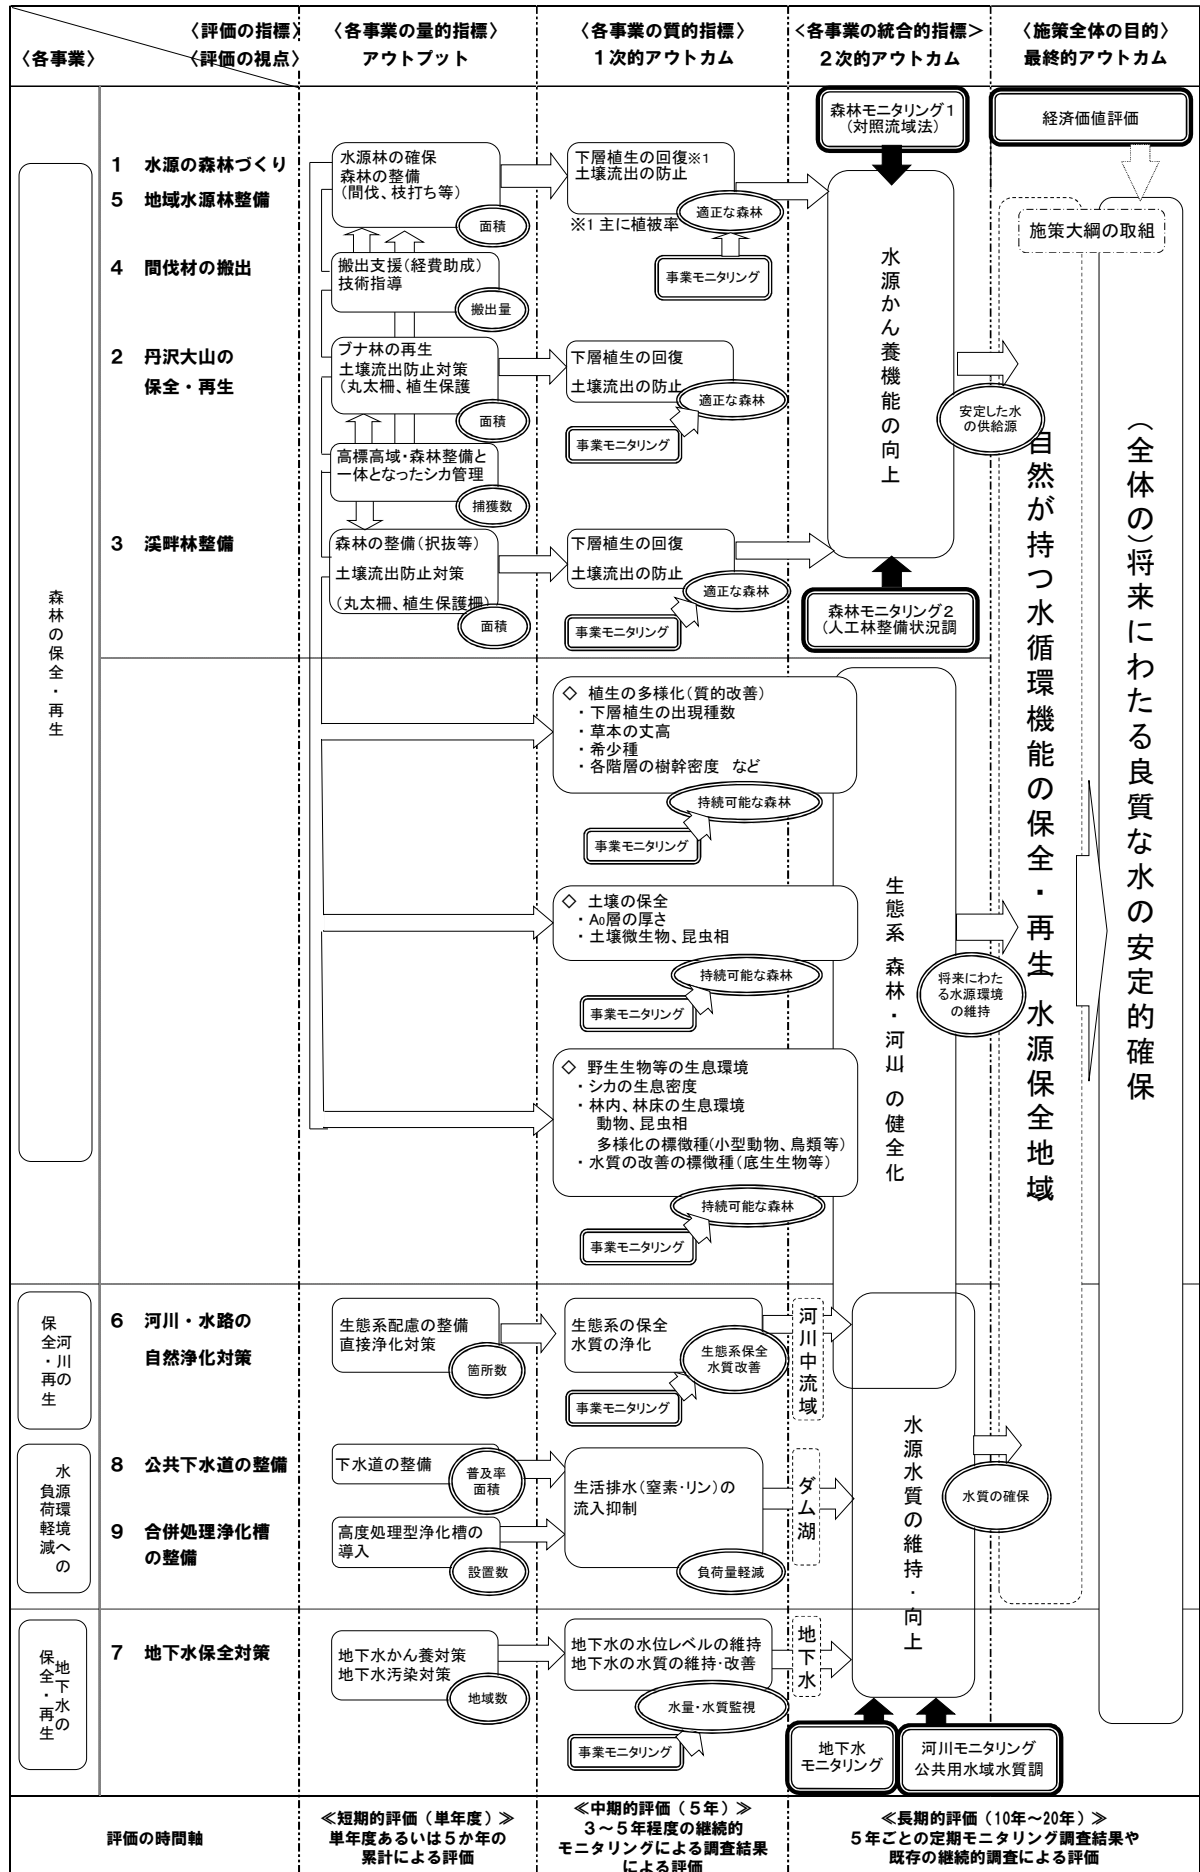 〈評価の指標〉
〈評価の視点〉
〈各事業〉
〈各事業の量的指標〉
アウトプット
〈各事業の質的指標〉
１次的アウトカム
＜各事業の統合的指標＞
２次的アウトカム
〈施策全体の目的〉
最終的アウトカム
森林の保全・再生
1 水源の森林づくり
5 地域水源林整備
水源林の確保
森林の整備
(間伐、枝打ち等)
面積
下層植生の回復※1
土壌流出の防止
適正な森林
※1 主に植被率
事業モニタリング
4 間伐材の搬出
搬出支援(経費助成)
技術指導
搬出量
2 丹沢大山の
保全・再生
ブナ林の再生
土壌流出防止対策
(丸太柵、植生保護
面積
下層植生の回復
土壌流出の防止
適正な森林
事業モニタリング
高標高域・森林整備と
一体となったシカ管理
捕獲数
3 渓畔林整備
森林の整備(択抜等)
土壌流出防止対策
(丸太柵、植生保護柵)
面積
下層植生の回復
土壌流出の防止
適正な森林
事業モニタリング
森林モニタリング１
(対照流域法)
水源かん養機能の向上
森林モニタリング２
(人工林整備状況調
経済価値評価
施策大綱の取組
安定した水
の供給源
自然が持つ水循環機能の保全・再生 水源保全地域
(全体の)将来にわたる良質な水の安定的確保
◇ 植生の多様化(質的改善)
・下層植生の出現種数
・草本の丈高
・希少種
・各階層の樹幹密度 など
持続可能な森林
事業モニタリング
◇ 土壌の保全
・A0層の厚さ
・土壌微生物、昆虫相
持続可能な森林
事業モニタリング
◇ 野生生物等の生息環境
・シカの生息密度
・林内、林床の生息環境
動物、昆虫相
多様化の標徴種(小型動物、鳥類等)
・水質の改善の標徴種(底生生物等)
持続可能な森林
事業モニタリング
生態系 森林・河川 の健全化
将来にわた
る水源環境
の維持
河川の
保全・再生
6 河川・水路の
自然浄化対策
生態系配慮の整備
直接浄化対策
箇所数
生態系の保全
水質の浄化
生態系保全
水質改善
事業モニタリング
河川中流域
水源環境への
負荷軽減
8 公共下水道の整備
下水道の整備
普及率
面積
生活排水(窒素・リン)の
流入抑制
負荷量軽減
9 合併処理浄化槽
の整備
高度処理型浄化槽の
導入
設置数
ダム湖
水源水質の維持・向上
水質の確保
地下水の
保全・再生
7 地下水保全対策
地下水かん養対策
地下水汚染対策
地域数
地下水の水位レベルの維持
地下水の水質の維持・改善
水量・水質監視
事業モニタリング
地下水
地下水
モニタリング
河川モニタリング
公共用水域水質調
評価の時間軸
≪短期的評価（単年度）≫
単年度あるいは５か年の
累計による評価
≪中期的評価（５年）≫
３～５年程度の継続的
モニタリングによる調査結果
による評価
≪長期的評価（10年～20年）≫
５年ごとの定期モニタリング調査結果や
既存の継続的調査による評価